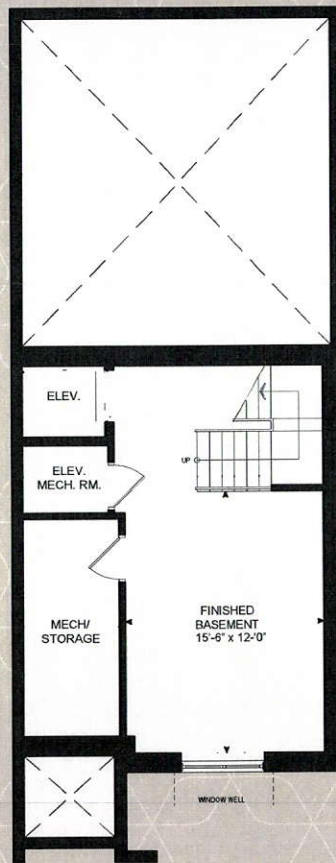 ELEV.
ELEV.
MECH. RM.
UP
MECH/
STORAGE
FINISHED
BASEMENT
15'-6" x 12-'0"
WINDOW WELL